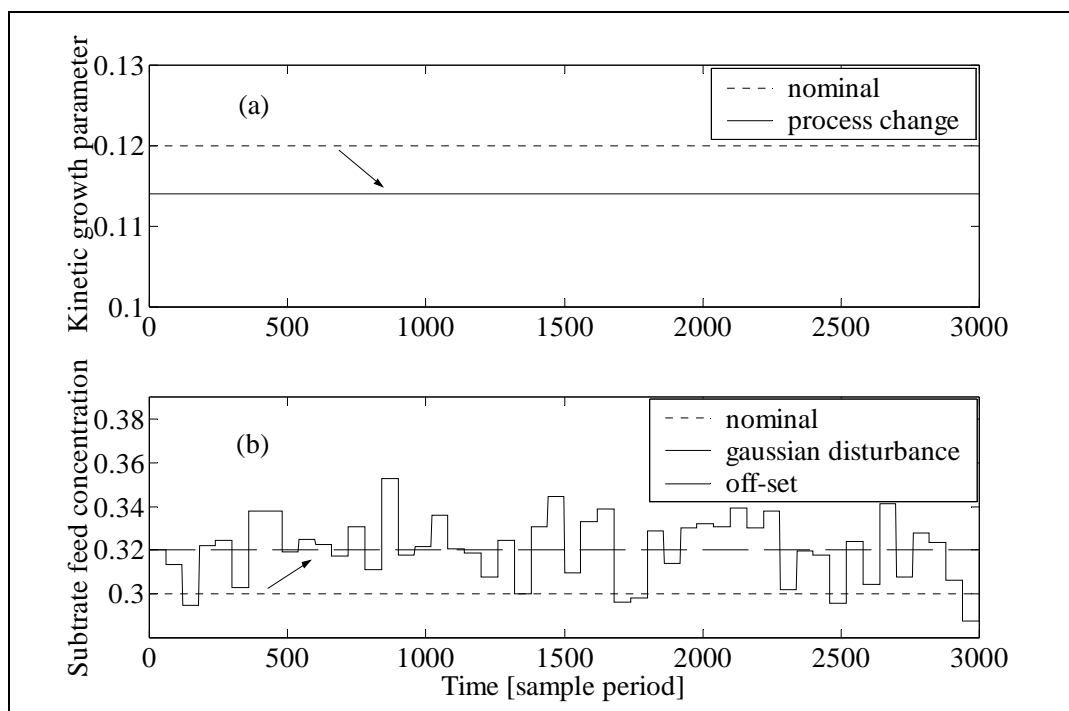 Kinetic growth parameter
0.13
0.12
0.11
0.1
(a)
nominal
process change
0
500
1000
1500
2000
2500
3000
Subtrate feed concentration
0.38
0.36
0.34
0.32
0.3
(b)
nominal
gaussian disturbance
off-set
0
500
1000
1500
2000
2500
3000
Time [sample period]